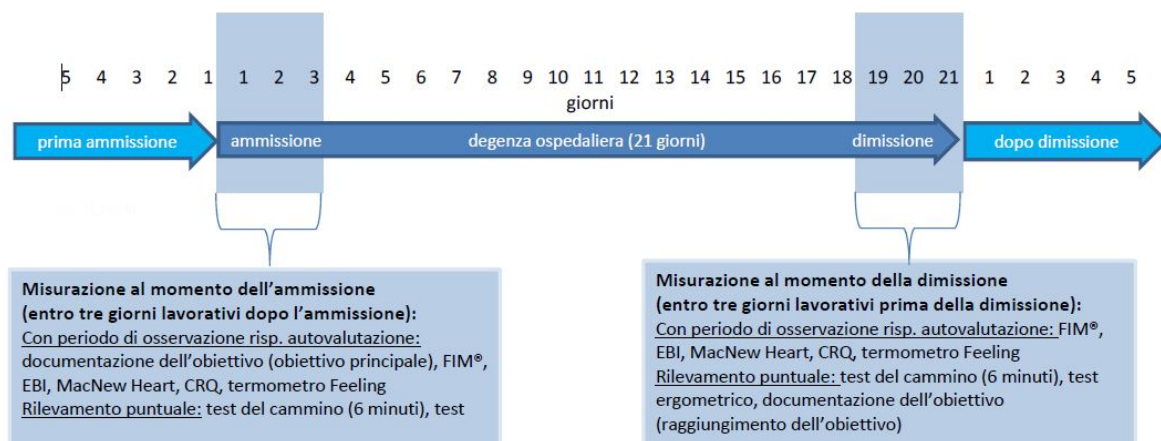 5 4 3 2 1 1 2 3 4 5 6 7 8 9 10 11 12 13 14 15 16 17 18 19 20 21 1 2 3 4 5
giorni
prima ammissione ammissione degenza ospedaliera (21 giorni) dimissione dopo dimissione
Misurazione al momento dell'ammissione
(entro tre giorni lavorativi dopo l'ammissione):
Con periodo di osservazione risp. autovalutazione:
documentazione dell'obiettivo (obiettivo principale), FIM®,
EBI, MacNew Heart, CRQ, termometro Feeling
Rilevamento puntuale: test del cammino (6 minuti), test
Misurazione al momento della dimissione
(entro tre giorni lavorativi prima della dimissione):
Con periodo di osservazione risp. autovalutazione: FIM®,
EBI, MacNew Heart, CRQ, termometro Feeling
Rilevamento puntuale: test del cammino (6 minuti), test
ergometrico, documentazione dell'obiettivo
(raggiungimento dell'obiettivo)